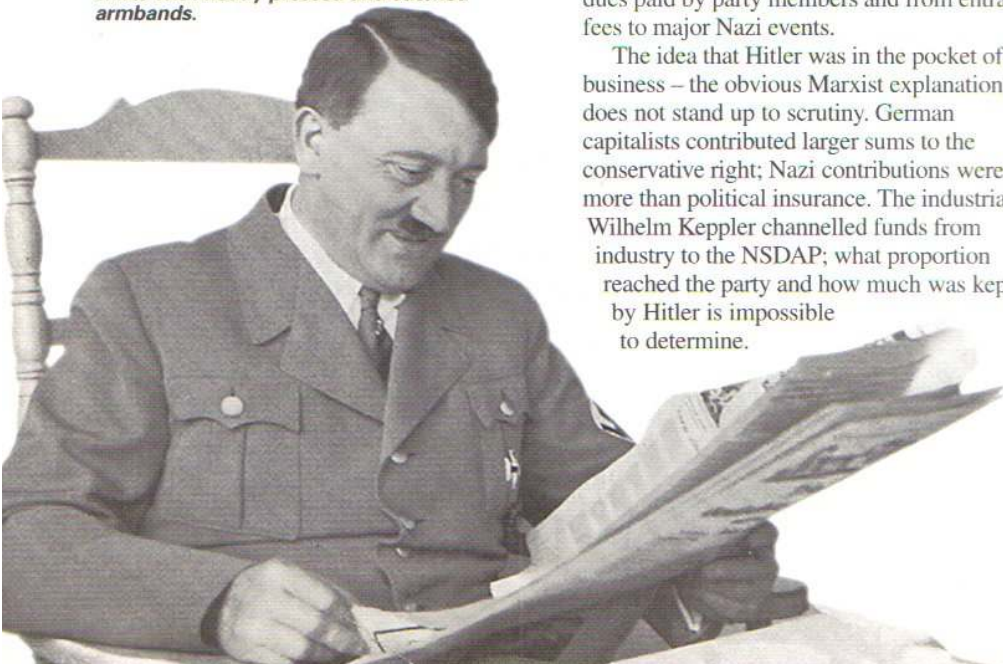 armbands.
dues paid by party members and from entra
fees to major Nazi events.
The idea that Hitler was in the pocket of
business – the obvious Marxist explanation
does not stand up to scrutiny. German
capitalists contributed larger sums to the
conservative right; Nazi contributions were
more than political insurance. The industria
Wilhelm Keppler channelled funds from
industry to the NSDAP; what proportion
reached the party and how much was kep
by Hitler is impossible
to determine.